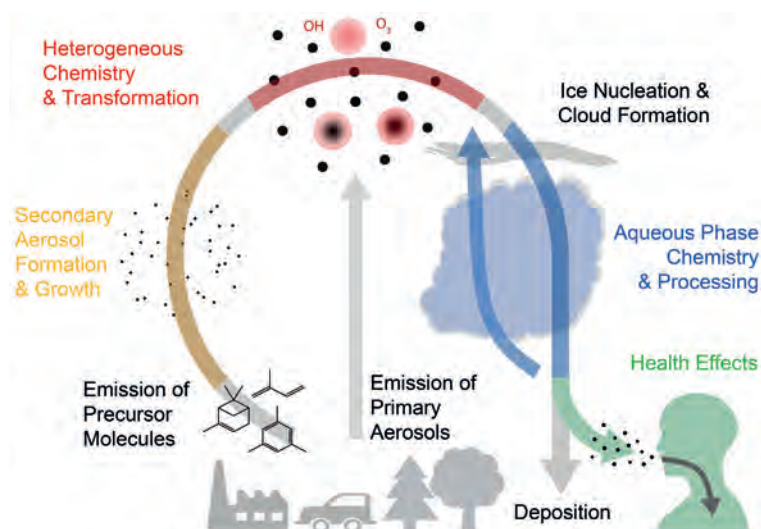 OH
O3
Heterogeneous
Chemistry
& Transformation
Ice Nucleation &
Cloud Formation
Secondary
Aerosol
Formation
& Growth
Aqueous Phase
Chemistry
& Processing
Health Effects
Emission of
Precursor
Molecules
Emission of
Primary
Aerosols
Deposition